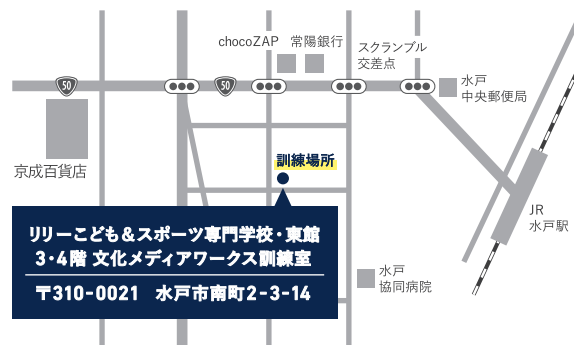 chocoZAP
常陽銀行
スクランブル
交差点
50
50
水戸
中央郵便局
京成百貨店
訓練場所
JR
水戸駅
リリーこども&スポーツ専門学校・東館
3・4階 文化メディアワークス訓練室
〒310-0021 水戸市南町2-3-14
水戸
協同病院